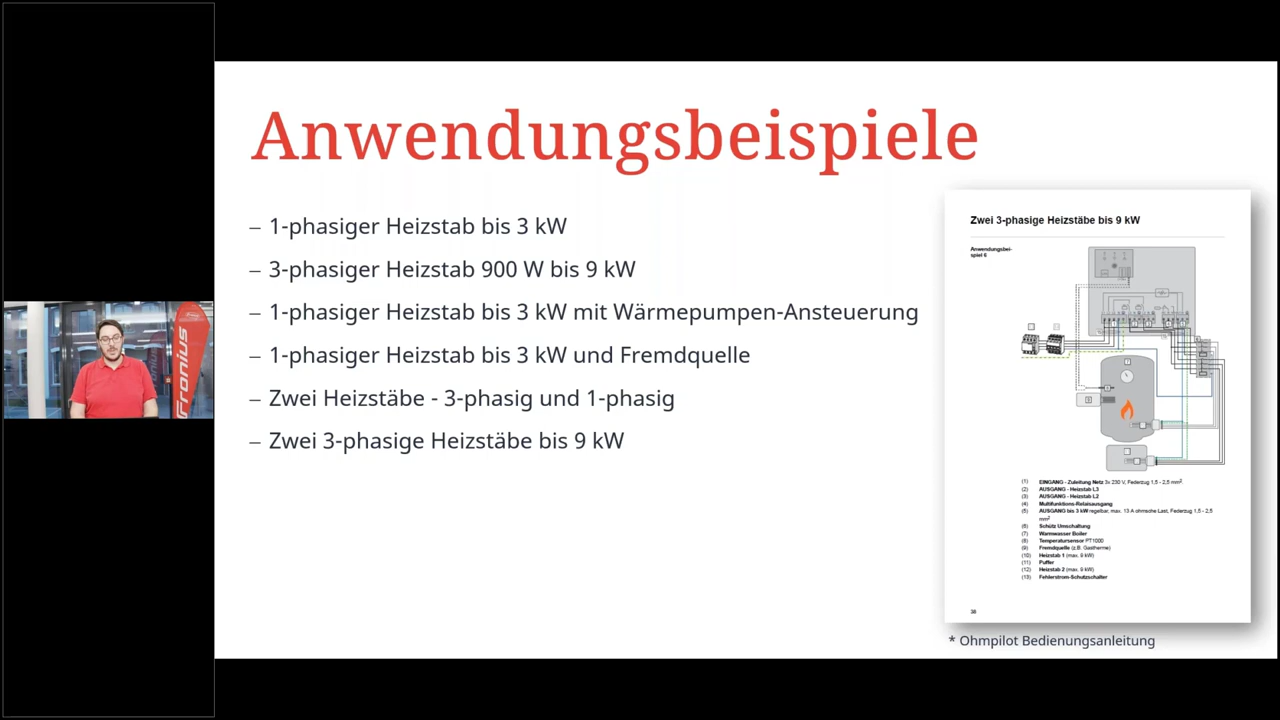 Anwendungsbeispiele
– 1-phasiger Heizstab bis 3 kW
– 3-phasiger Heizstab 900 W bis 9 kW
– 1-phasiger Heizstab bis 3 kW mit Wärmepumpen-Ansteuerung
– 1-phasiger Heizstab bis 3 kW und Fremdquelle
– Zwei Heizstäbe - 3-phasig und 1-phasig
– Zwei 3-phasige Heizstäbe bis 9 kW
Fronius
Zwei 3-phasige Heizstäbe bis 9 kW
Anwendungsbei-
spiel 6
(1) EINGANG - Zuleitung Netz 3x 230 V, Federzug 1,5 - 2,5 mm².
(2) AUSGANG - Heizstab L3
(3) AUSGANG - Heizstab L2
(4) Multifunktions-Relaisausgang
(5) AUSGANG bis 3 kW regelbar, max. 13 A ohmsche Last, Federzug 1,5 - 2,5
mm²
(6) Schütz Umschaltung
(7) Warmwasser Boiler
(8) Temperatursensor PT1000
(9) Fremdquelle (z.B. Gastherme)
(10) Heizstab 1 (max. 9 kW)
(11) Puffer
(12) Heizstab 2 (max. 9 kW)
(13) Fehlerstrom-Schutzschalter
38
* Ohmpilot Bedienungsanleitung